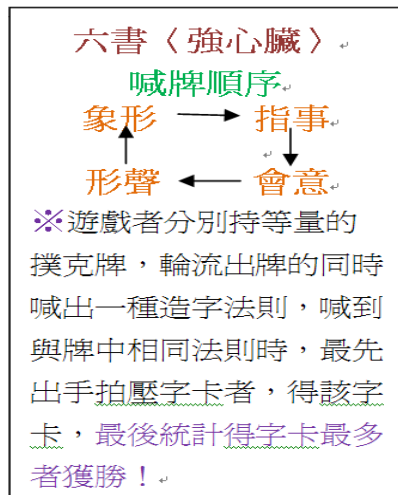 六書〈強心臟〉
喊牌順序
象形 指事
形聲 會意
※遊戲者分別持等量的
撲克牌，輪流出牌的同時
喊出一種造字法則，喊到
與牌中相同法則時，最先
出手拍壓字卡者，得該字
卡，最後統計得字卡最多
者獲勝！